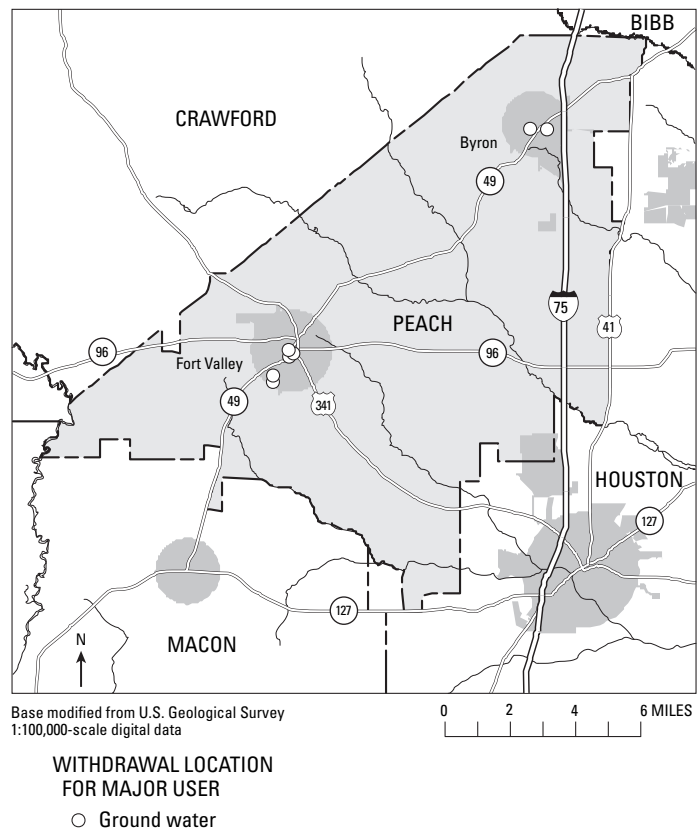 BIBB
CRAWFORD
Byron
49
75
41
PEACH
96
96
Fort Valley
49
341
HOUSTON
127
127
MACON
N
Base modified from U.S. Geological Survey
1:100,000-scale digital data
0 2 4 6 MILES
WITHDRAWAL LOCATION
FOR MAJOR USER
Ground water